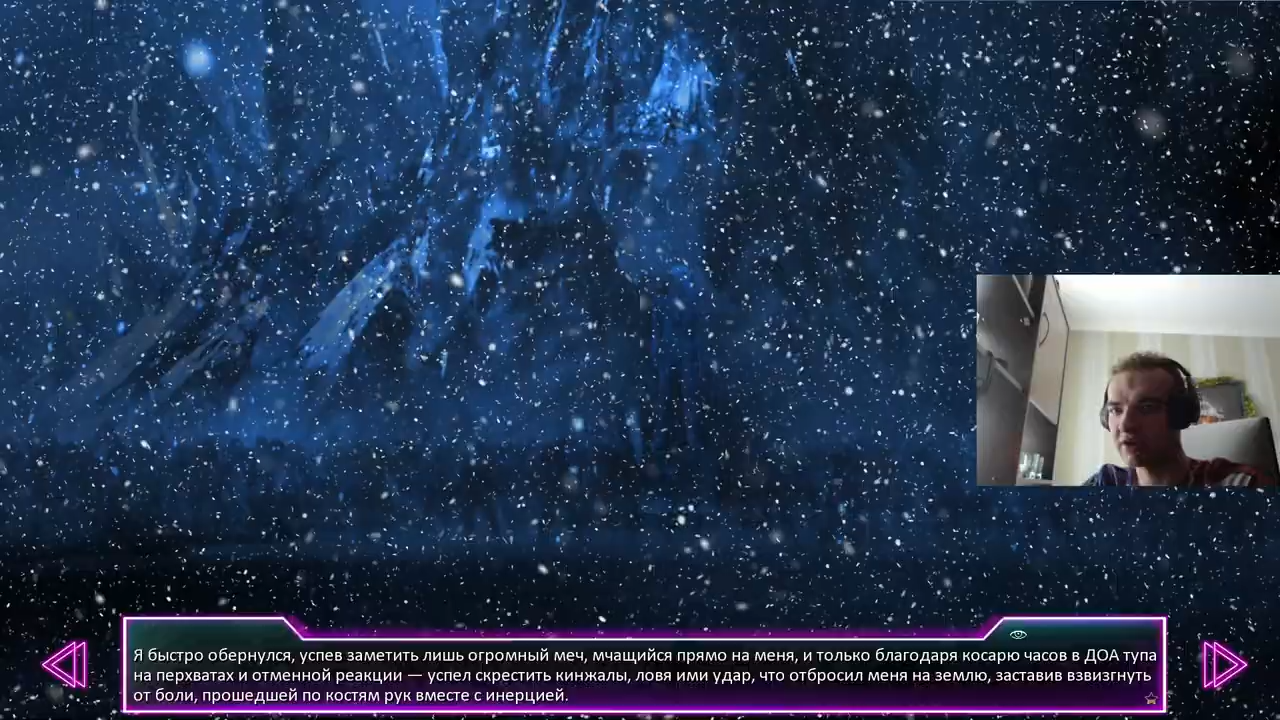 Я быстро обернулся, успев заметить лишь огромный меч, мчащийся прямо на меня, и только благодаря косарю часов в ДОА тупа
на перхватах и отменной реакции — успел скрестить кинжалы, ловя ими удар, что отбросил меня на землю, заставив взвизгнуть
от боли, прошедшей по костям рук вместе с инерцией.